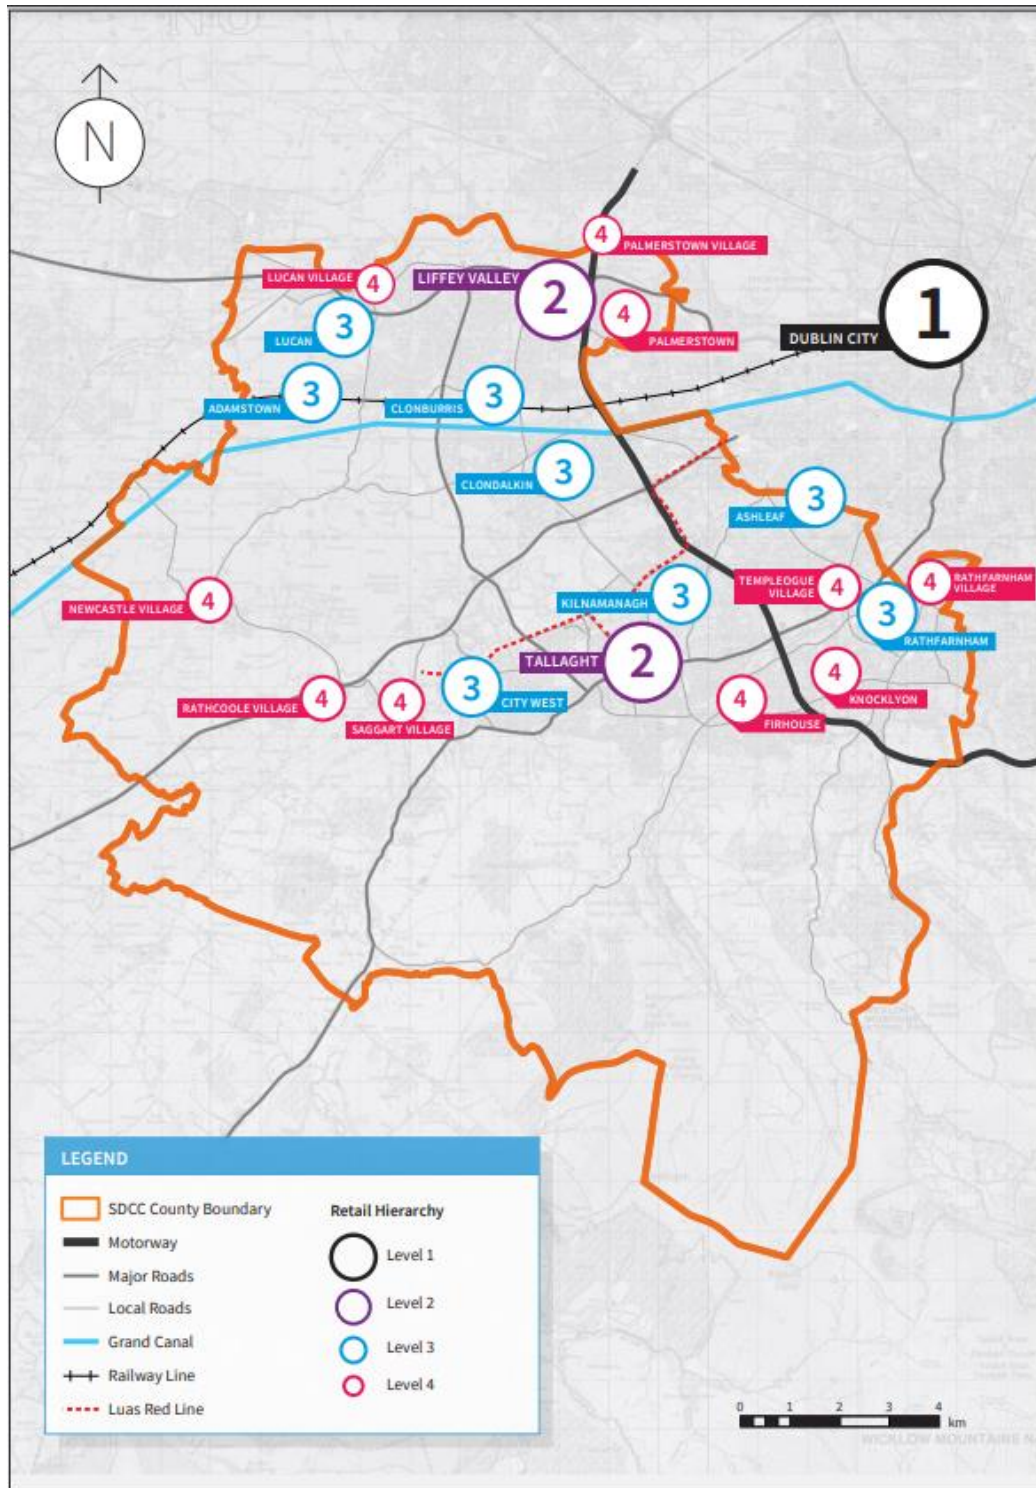 N
4
PALMERSTOWN VILLAGE
LUCAN VILLAGE
4
LIFFEY VALLEY
2
4
PALMERSTOWN
1
DUBLIN CITY
3
LUCAN
3
ADAMSTOWN
3
CLONBURRIS
3
CLONDALKIN
3
ASHLEAF
NEWCASTLE VILLAGE
4
KILNAMANAGH
3
TEMPLEOGUE
VILLAGE
4
4
RATHFARNHAM
VILLAGE
3
RATHFARNHAM
TALLAGHT
2
RATHCOOLE VILLAGE
4
4
SAGGART VILLAGE
3
CITY WEST
4
FIRHOUSE
4
KNOCKLYON
LEGEND
SDCC County Boundary
Motorway
Major Roads
Local Roads
Grand Canal
Railway Line
Luas Red Line
Retail Hierarchy
Level 1
Level 2
Level 3
Level 4
0 1 2 3 4
km
WICKLOW MOUNTAINS N